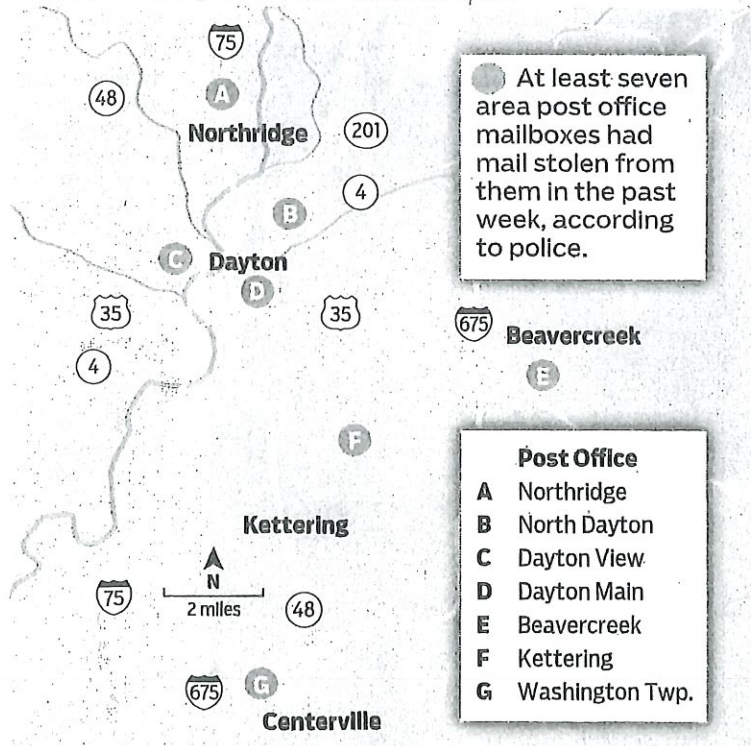 75
A
48
Northridge
201
4
B
C
Dayton
D
35
35
4
675
Beavercreek
E
F
Kettering
N
2 miles
75
48
675
G
Centerville
At least seven
area post office
mailboxes had
mail stolen from
them in the past
week, according
to police.
Post Office
A Northridge
B North Dayton
C Dayton View
D Dayton Main
E Beavercreek
F Kettering
G Washington Twp.